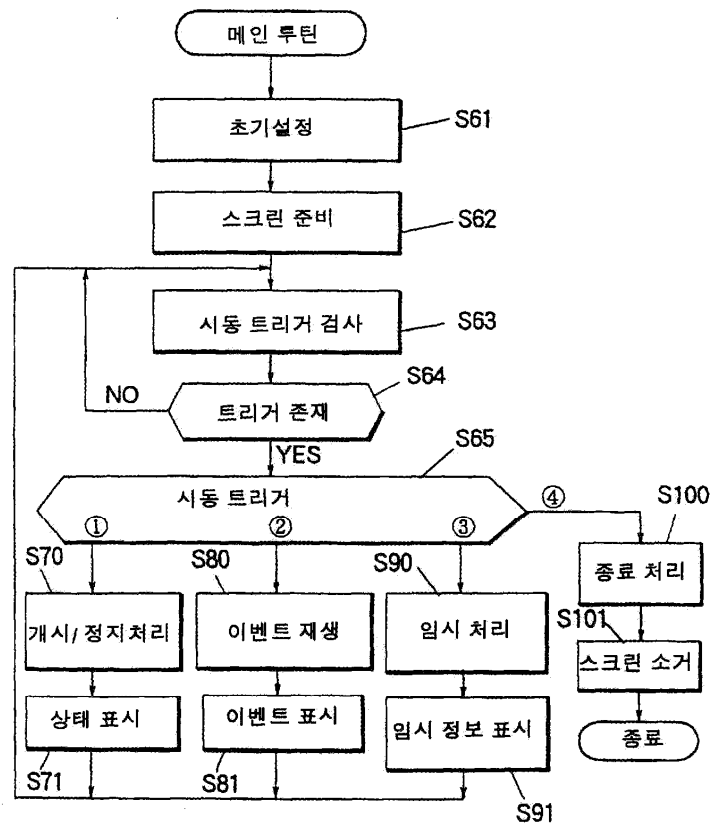 메인 루틴
초기설정
S61
스크린 준비
S62
시동 트리거 검사
S63
트리거 존재
S64
NO
YES
S65
시동 트리거
① ② ③ ④
S70
S80
S90
S100
개시/정지처리
이벤트 재생
임시 처리
종료 처리
S101
스크린 소거
상태 표시
이벤트 표시
임시 정보 표시
종료
S71
S81
S91